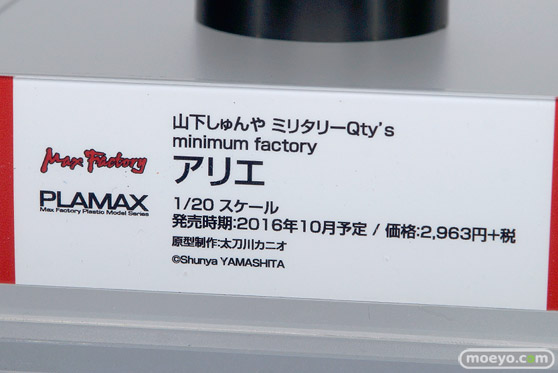 山下しゅんや ミリタリーQty's
minimum factory
アリエ
Max Factory
PLAMAX
Max Factory Plastic Model Series
1/20 スケール
発売時期:2016年10月予定 / 価格:2,963円+税
原型制作:太刀川カニオ
©Shunya YAMASHITA
moeyo.com